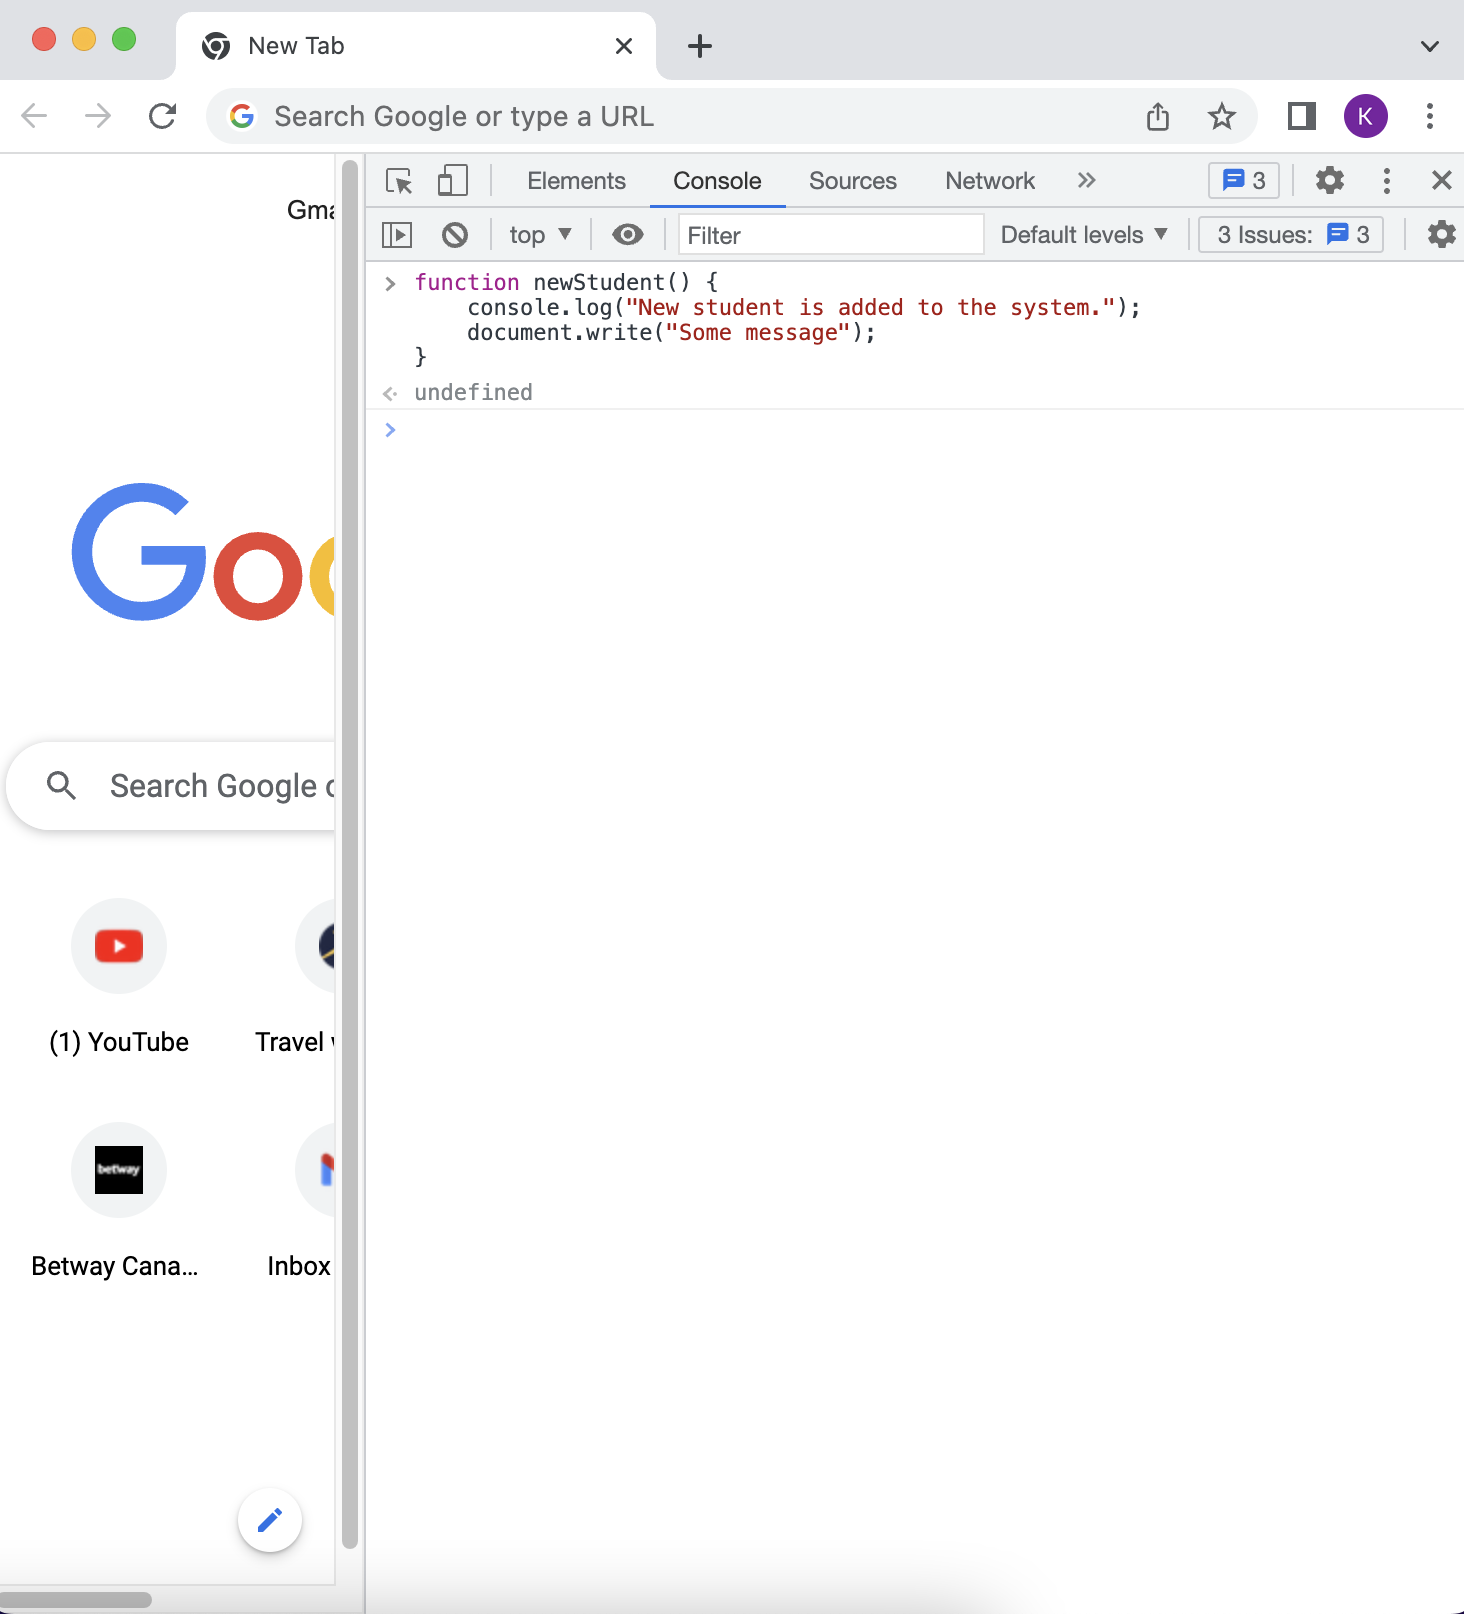 New Tab
Search Google or type a URL
K
Gma
Elements Console Sources Network 3
top Filter Default levels 3 Issues: 3
function newStudent() {
    console.log("New student is added to the system.");
    document.write("Some message");
}
undefined
Goo
Search Google o
(1) YouTube
Travel
betway
Betway Cana...
Inbox